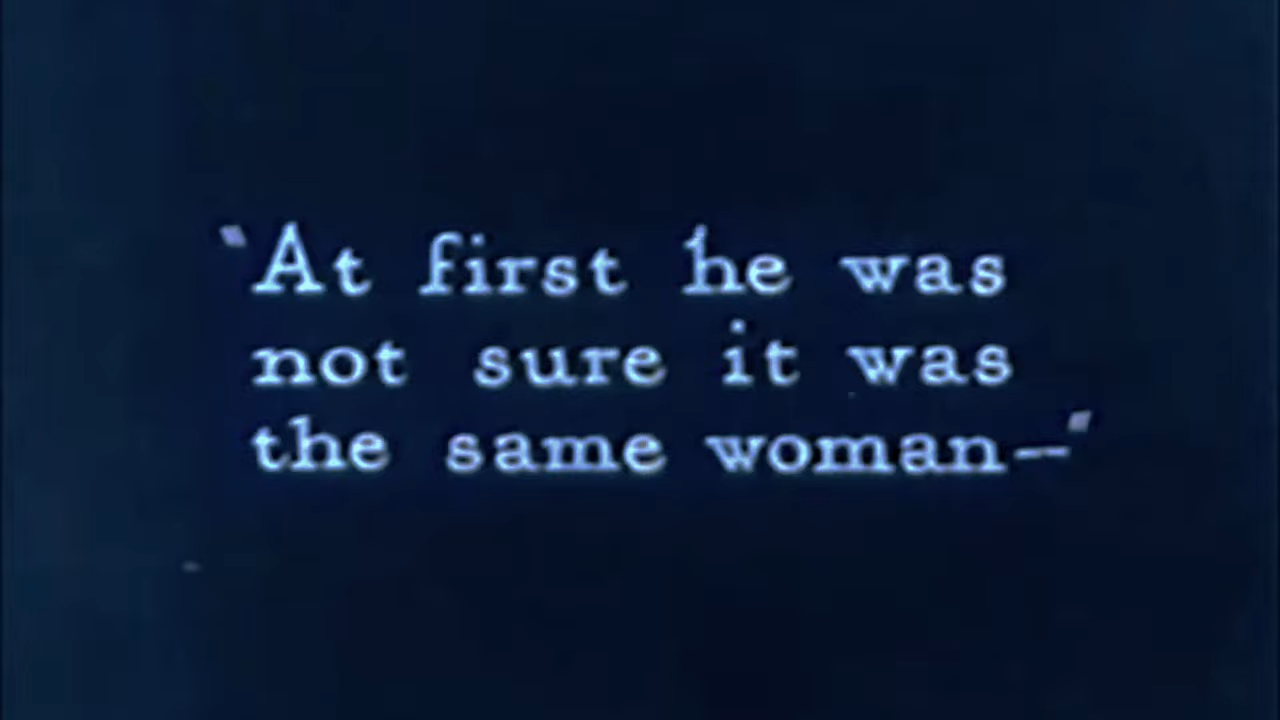 "At first he was
not sure it was
the same woman—"